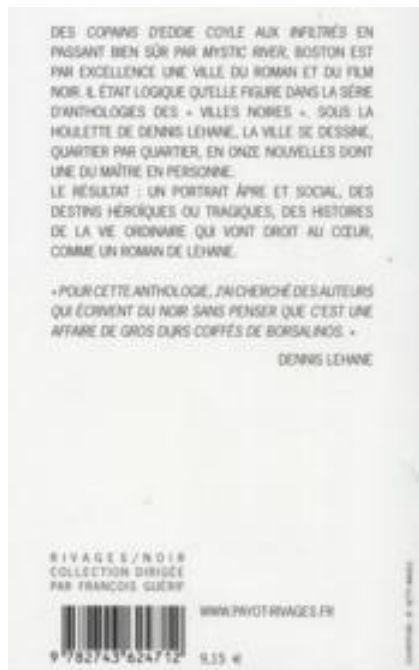 DES COPAINS D'EDDIE COYLE AUX INFILTRÉS EN
PASSANT BIEN SÛR PAR MYSTIC RIVER, BOSTON EST
PAR EXCELLENCE UNE VILLE DU ROMAN ET DU FILM
NOIR. IL ÉTAIT LOGIQUE QU'ELLE FIGURE DANS LA SÉRIE
D'ANTHOLOGIES DES « VILLES NOIRES ». SOUS LA
HOULETTE DE DENNIS LEHANE, LA VILLE SE DESSINE,
QUARTIER PAR QUARTIER, EN ONZE NOUVELLES DONT
UNE DU MAÎTRE EN PERSONNE.
LE RÉSULTAT : UN PORTRAIT ÂPRE ET SOCIAL, DES
DESTINS HÉROÏQUES OU TRAGIQUES, DES HISTOIRES
DE LA VIE ORDINAIRE QUI VONT DROIT AU CŒUR,
COMME UN ROMAN DE LEHANE.
« POUR CETTE ANTHOLOGIE, J'AI CHERCHÉ DES AUTEURS
QUI ÉCRIVENT DU NOIR SANS PENSER QUE C'EST UNE
AFFAIRE DE GROS DURS COIFFÉS DE BORSALINOS. »
DENNIS LEHANE
RIVAGES/NOIR
COLLECTION DIRIGÉE
PAR FRANÇOIS GUÉRIF
WWW.PAYOT-RIVAGES.FR
9 782743 624712
9,15 €